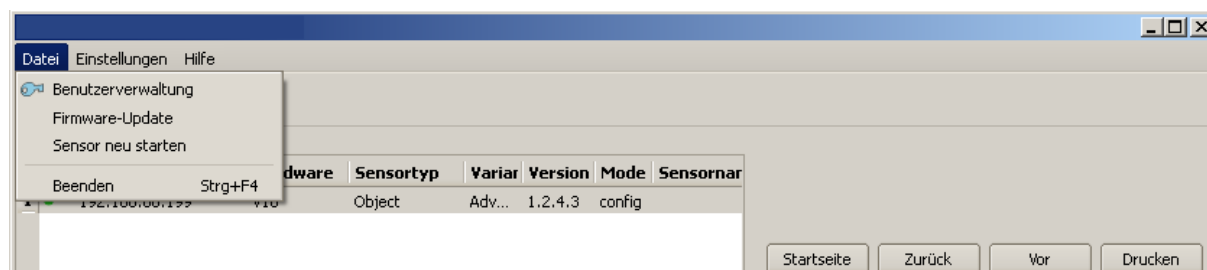 Datei Einstellungen Hilfe
Benutzerverwaltung
Firmware-Update
Sensor neu starten
Beenden Strg+F4
dware Sensortyp Variar Version Mode Sensornar
Object Adv... 1.2.4.3 config
Startseite Zurück Vor Drucken